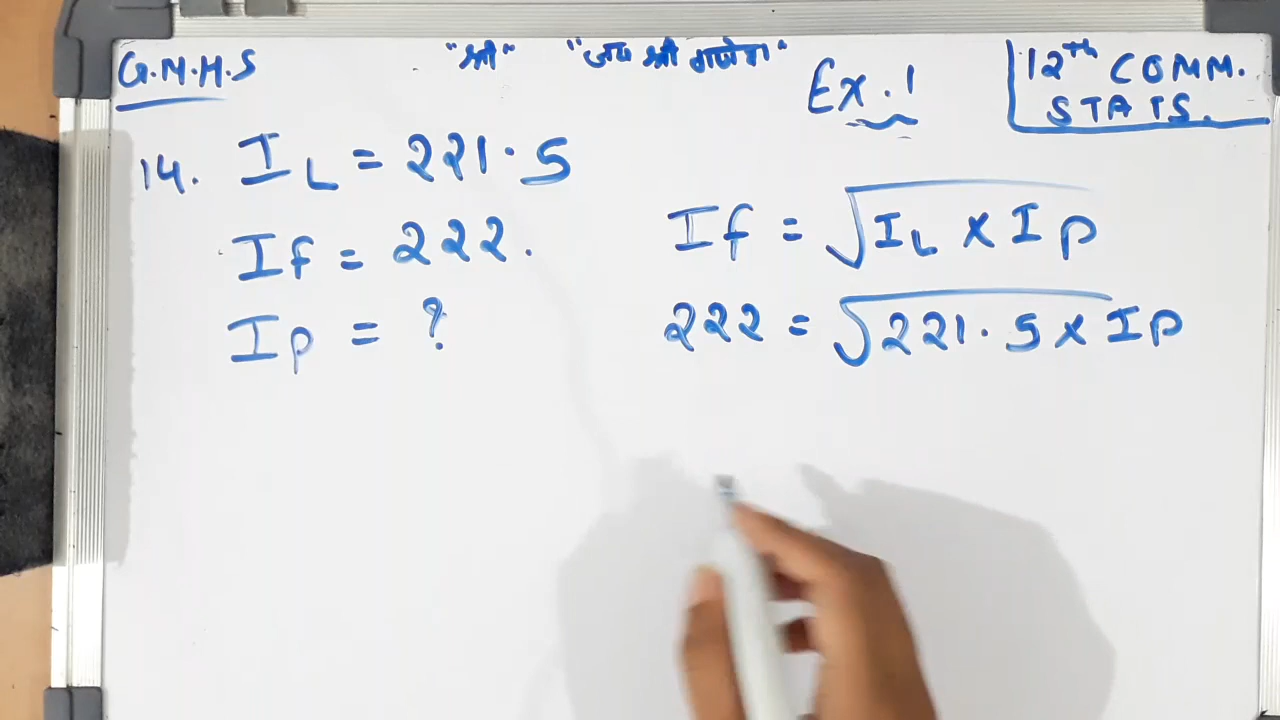 G.M.H.S
"श्री" "जय श्री गणेश"
Ex.1
12th COMM.
STATS.
14. IL = 221.5
If = 222.
IP = ?
If = √IL × IP
222 = √221.5 × IP